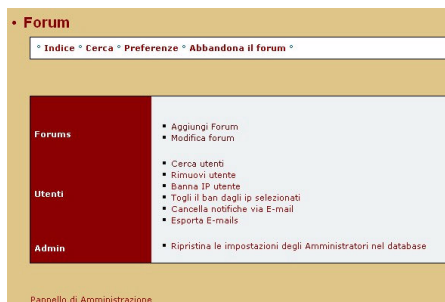 • Forum
° Indice ° Cerca ° Preferenze ° Abbandona il forum °
Forums
Aggiungi Forum
Modifica forum
Utenti
Cerca utenti
Rimuovi utente
Banna IP utente
Togli il ban dagli ip selezionati
Cancella notifiche via E-mail
Esporta E-mails
Admin
Ripristina le impostazioni degli Amministratori nel database
Pannello di Amministrazione